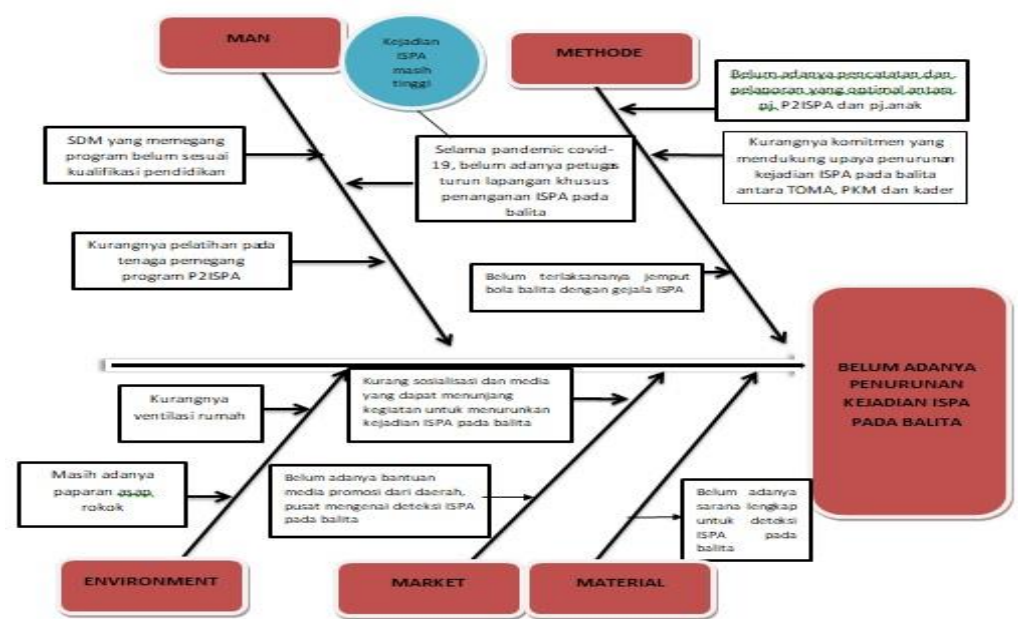 MAN
Kejadian
ISPA
masih
tinggi
METHODE
Belum adanya pencatatan dan
pelaporan yang optimal antara
pj. P2ISPA dan pj.anak
SDM yang memegang
program belum sesuai
kualifikasi pendidikan
Selama pandemic covid-
19, belum adanya petugas
turun lapangan khusus
penanganan ISPA pada
balita
Kurangnya komitmen yang
mendukung upaya penurunan
kejadian ISPA pada balita
antara TOMA, PKM dan kader
Kurangnya pelatihan pada
tenaga pemegang
program P2ISPA
Belum terlaksananya jemput
bola balita dengan gejala ISPA
BELUM ADANYA
PENURUNAN
KEJADIAN ISPA
PADA BALITA
Kurangnya
ventilasi rumah
Kurang sosialisasi dan media
yang dapat menunjang
kegiatan untuk menurunkan
kejadian ISPA pada balita
Masih adanya
paparan asap
rokok
Belum adanya bantuan
media promosi dari daerah,
pusat mengenai deteksi ISPA
pada balita
Belum adanya
sarana lengkap
untuk deteksi
ISPA pada
balita
ENVIRONMENT
MARKET
MATERIAL